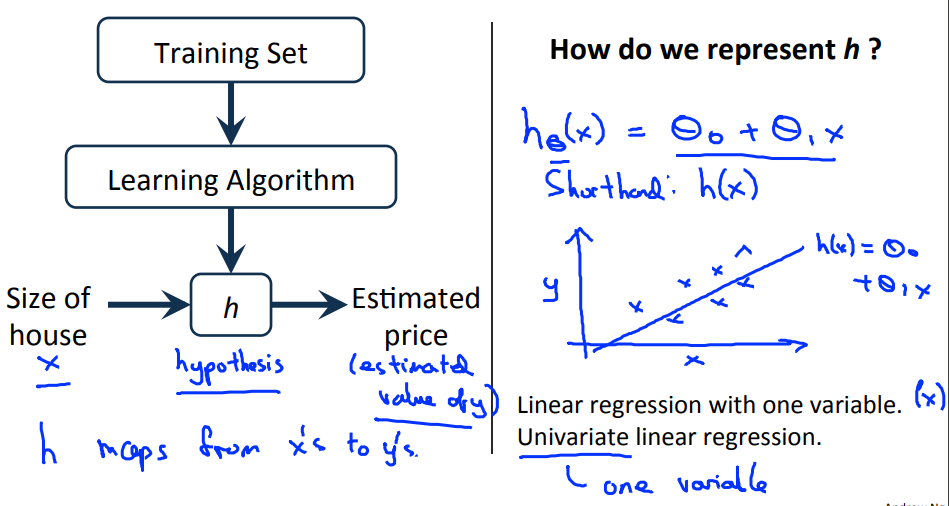 Training Set
Learning Algorithm
Size of
house
h
Estimated
price
x
hypothesis
(estimated
value of y)
h maps from x's to y's.
How do we represent h ?
hθ(x) = θ₀ + θ₁x
Shorthand: h(x)
y
h(x) = θ₀
+ θ₁x
x
Linear regression with one variable. (x)
Univariate linear regression.
one variable